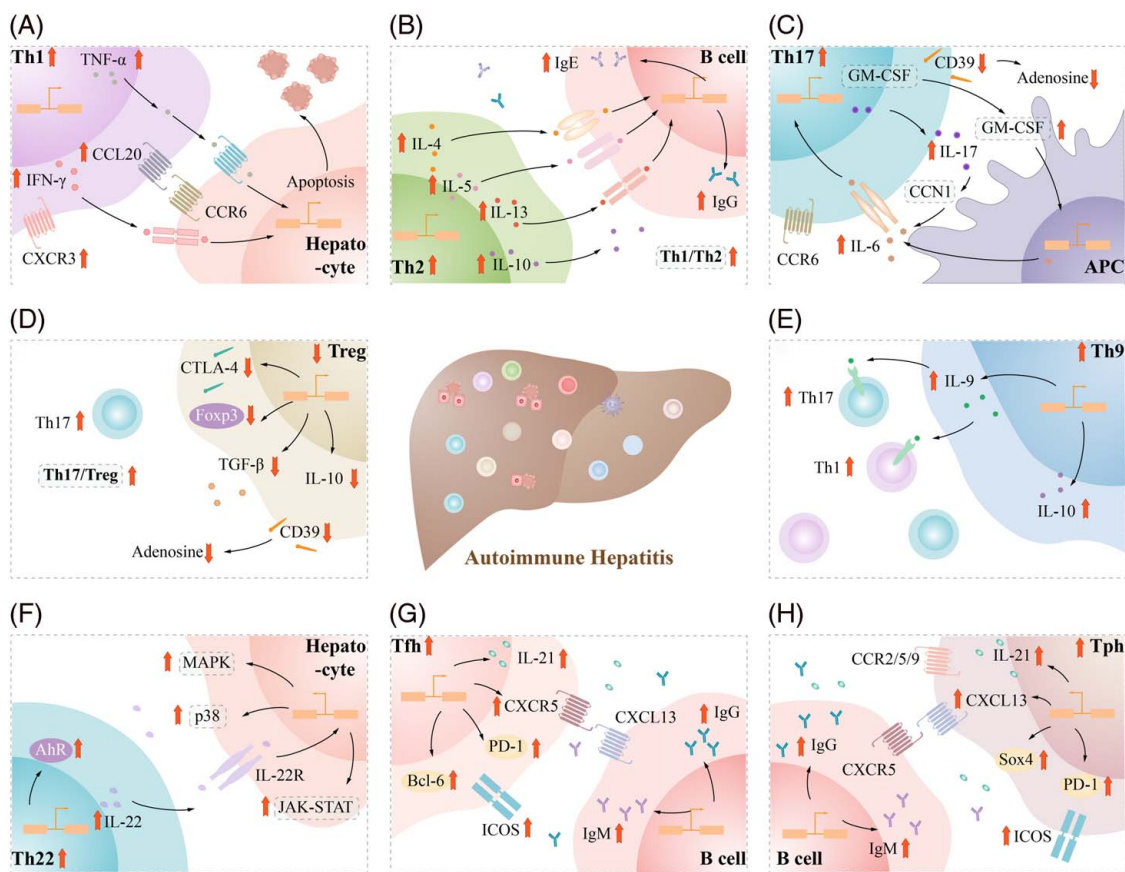 (A)
Th1
TNF-α
CCL20
IFN-γ
CCR6
CXCR3
Apoptosis
Hepato
-cyte
(B)
B cell
IgE
IL-4
IL-5
IL-13
IL-10
Th2
IgG
Th1/Th2
(C)
Th17
GM-CSF
CD39
Adenosine
GM-CSF
IL-17
CCN1
IL-6
CCR6
APC
(D)
Treg
CTLA-4
Foxp3
Th17
TGF-β
Th17/Treg
IL-10
CD39
Adenosine
Autoimmune Hepatitis
(E)
Th9
IL-9
Th17
Th1
IL-10
(F)
Hepato
-cyte
MAPK
p38
AhR
IL-22R
IL-22
JAK-STAT
Th22
(G)
Tfh
IL-21
CXCR5
CXCL13
IgG
PD-1
Bcl-6
ICOS
IgM
B cell
(H)
Tph
CCR2/5/9
IL-21
CXCL13
IgG
CXCR5
Sox4
PD-1
IgM
ICOS
B cell